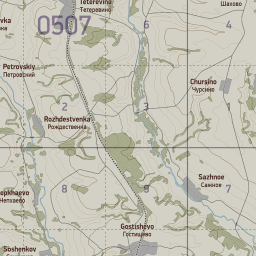 Teterevino
Тетеревино
Шахово
0507
6
4
Petrovskiy
Петровский
Chursino
Чурсино
2
3
Rozhdestvenka
Рождественка
Sazhnoe
Сажное
8
9
7
Непхаево
Gostishevo
Гостищево
Soshenkov